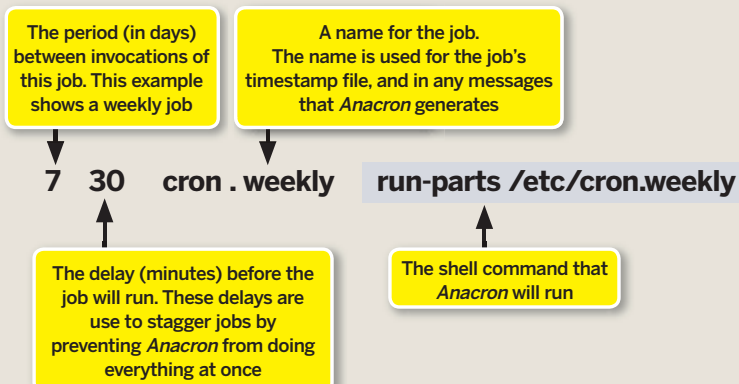 The period (in days)
between invocations of
this job. This example
shows a weekly job
A name for the job.
The name is used for the job's
timestamp file, and in any messages
that Anacron generates
7 30 cron . weekly run-parts /etc/cron.weekly
The delay (minutes) before the
job will run. These delays are
use to stagger jobs by
preventing Anacron from doing
everything at once
The shell command that
Anacron will run